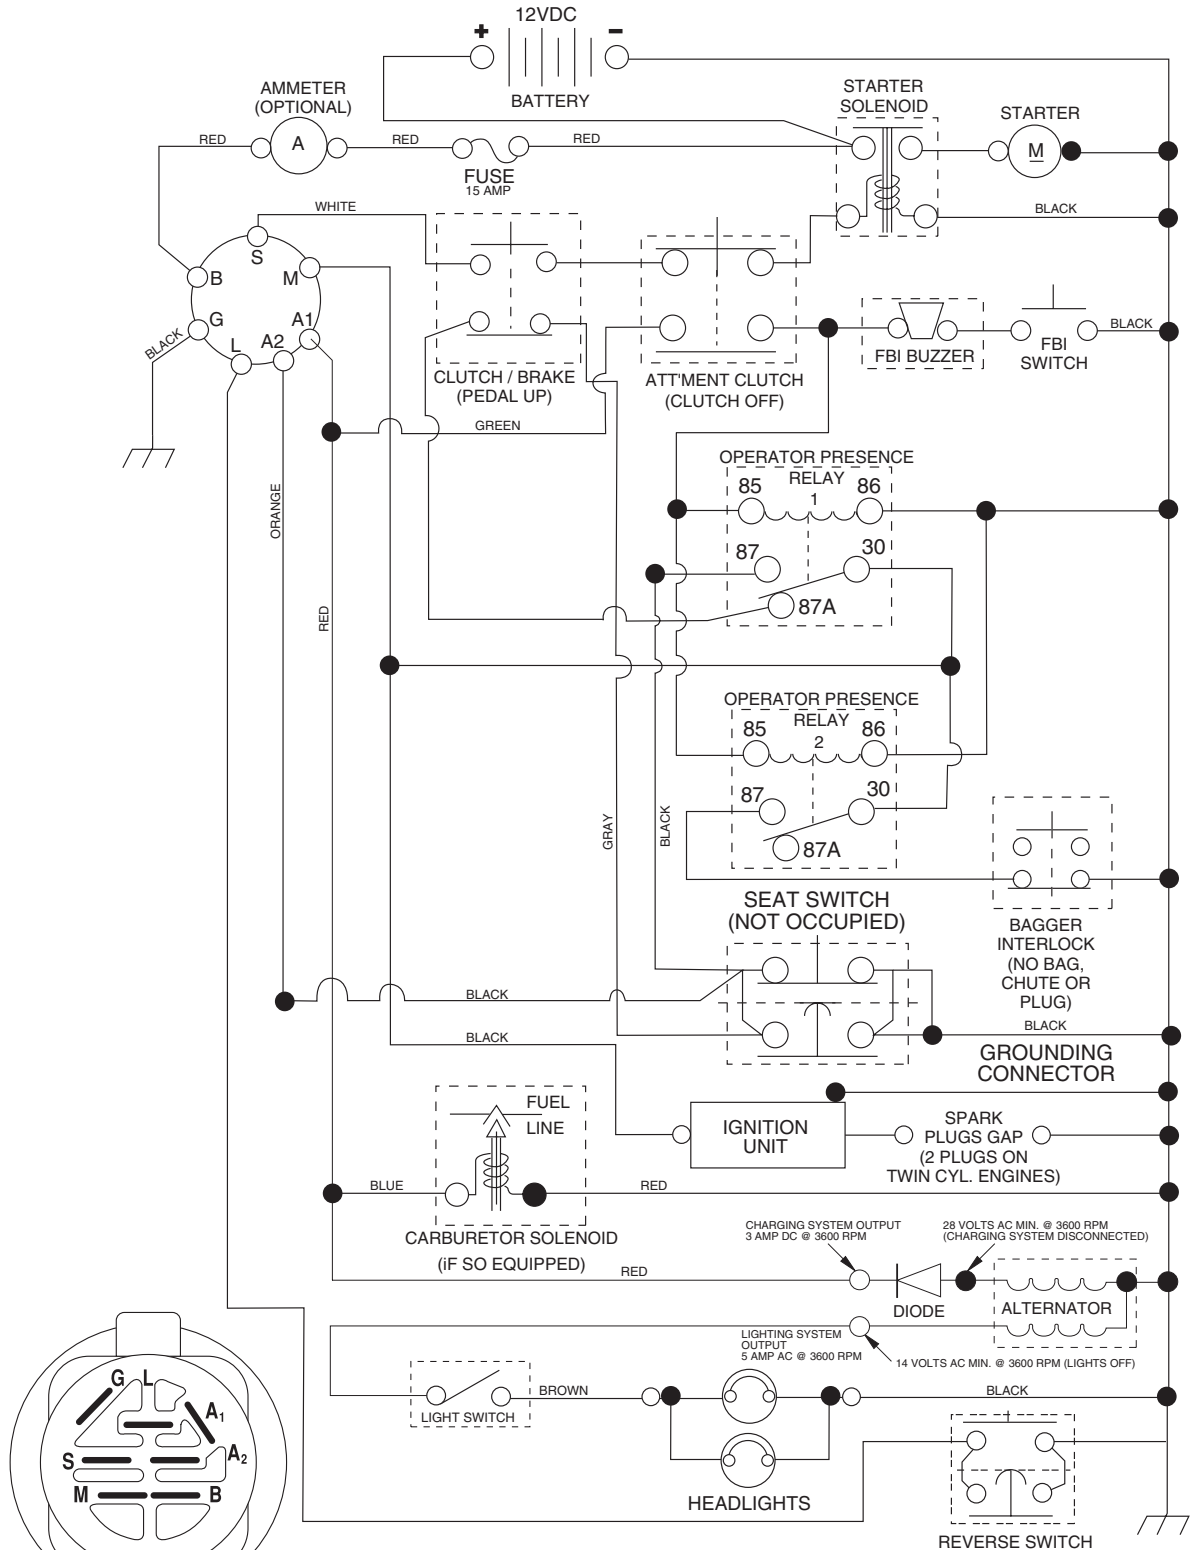 12VDC
+
−
BATTERY
AMMETER
(OPTIONAL)
A
RED
RED
FUSE
15 AMP
RED
STARTER
SOLENOID
STARTER
M
BLACK
WHITE
S
B
M
G
A1
A2
L
BLACK
CLUTCH / BRAKE
(PEDAL UP)
ATT'MENT CLUTCH
(CLUTCH OFF)
FBI BUZZER
FBI
SWITCH
BLACK
GREEN
ORANGE
RED
OPERATOR PRESENCE
RELAY
1
85
86
87
30
87A
OPERATOR PRESENCE
RELAY
2
85
86
87
30
87A
GRAY
BLACK
SEAT SWITCH
(NOT OCCUPIED)
BAGGER
INTERLOCK
(NO BAG,
CHUTE OR
PLUG)
BLACK
BLACK
BLACK
GROUNDING
CONNECTOR
FUEL
LINE
IGNITION
UNIT
SPARK
PLUGS GAP
(2 PLUGS ON
TWIN CYL. ENGINES)
BLUE
RED
CARBURETOR SOLENOID
(iF SO EQUIPPED)
CHARGING SYSTEM OUTPUT
3 AMP DC @ 3600 RPM
28 VOLTS AC MIN. @ 3600 RPM
(CHARGING SYSTEM DISCONNECTED)
RED
DIODE
ALTERNATOR
LIGHTING SYSTEM
OUTPUT
5 AMP AC @ 3600 RPM
14 VOLTS AC MIN. @ 3600 RPM (LIGHTS OFF)
LIGHT SWITCH
BROWN
BLACK
HEADLIGHTS
REVERSE SWITCH
G
L
A1
S
A2
M
B